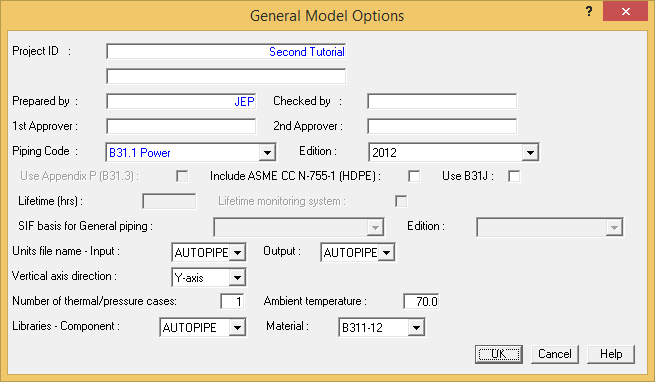 General Model Options
?
Project ID : Second Tutorial
Prepared by : JEP Checked by :
1st Approver : 2nd Approver :
Piping Code : B31.1 Power Edition : 2012
Use Appendix P (B31.3) : Include ASME CC N-755-1 (HDPE) : Use B31J :
Lifetime (hrs) : Lifetime monitoring system :
SIF basis for General piping : Edition :
Units file name - Input : AUTOPIPE Output : AUTOPIPE
Vertical axis direction : Y-axis
Number of thermal/pressure cases: 1 Ambient temperature : 70.0
Libraries - Component : AUTOPIPE Material : B311-12
OK Cancel Help